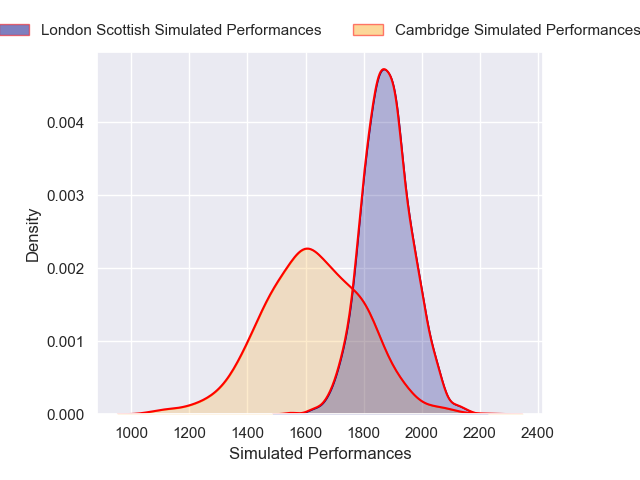 London Scottish Simulated Performances Cambridge Simulated Performances
0.004
0.003
0.002
0.001
0.000
Density
1000 1200 1400 1600 1800 2000 2200 2400
Simulated Performances